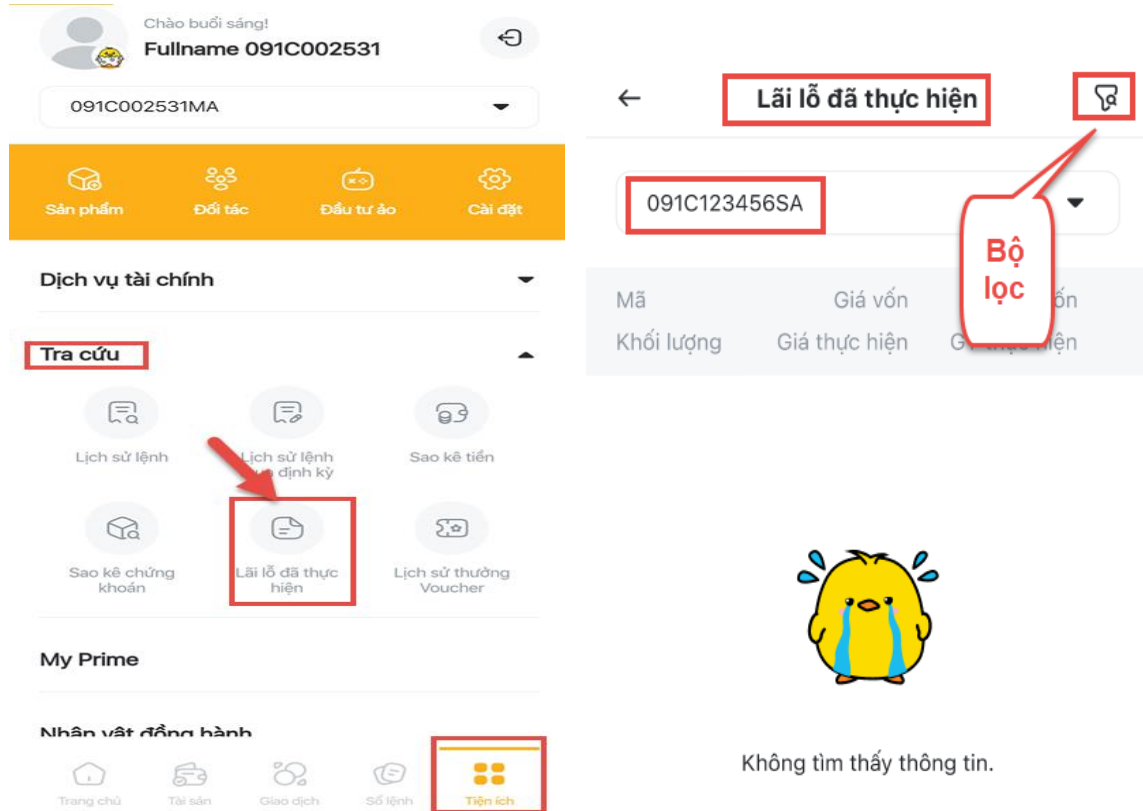 Chào buổi sáng!
Fullname 091C002531
091C002531MA
Sản phẩm
Đối tác
Đầu tư ảo
Cài đặt
Dịch vụ tài chính
Tra cứu
Lịch sử lệnh
Lịch sử lệnh
định kỳ
Sao kê tiền
Sao kê chứng
khoán
Lãi lỗ đã thực
hiện
Lịch sử thưởng
Voucher
My Prime
Nhân vật đồng hành
Trang chủ
Tài sản
Giao dịch
Sổ lệnh
Tiện ích
Lãi lỗ đã thực hiện
091C123456SA
Bộ
lọc
Mã
Giá vốn
Khối lượng
Giá thực hiện
Không tìm thấy thông tin.